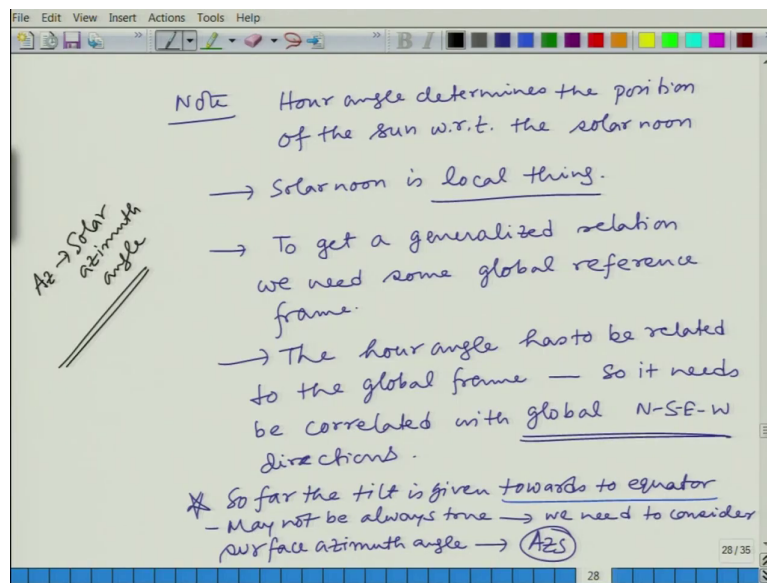 File Edit View Insert Actions Tools Help
Note Hour angle determines the position
of the sun w.r.t. the solar noon
→ Solar noon is local thing.
→ To get a generalized relation
we need some global reference
frame.
→ The hour angle has to be related
to the global frame — so it needs
be correlated with global N-S-E-W
directions.
* So far the tilt is given towards to equator
- May not be always true → we need to consider
surface azimuth angle → AzS
Az → Solar
azimuth
angle
28/35
28